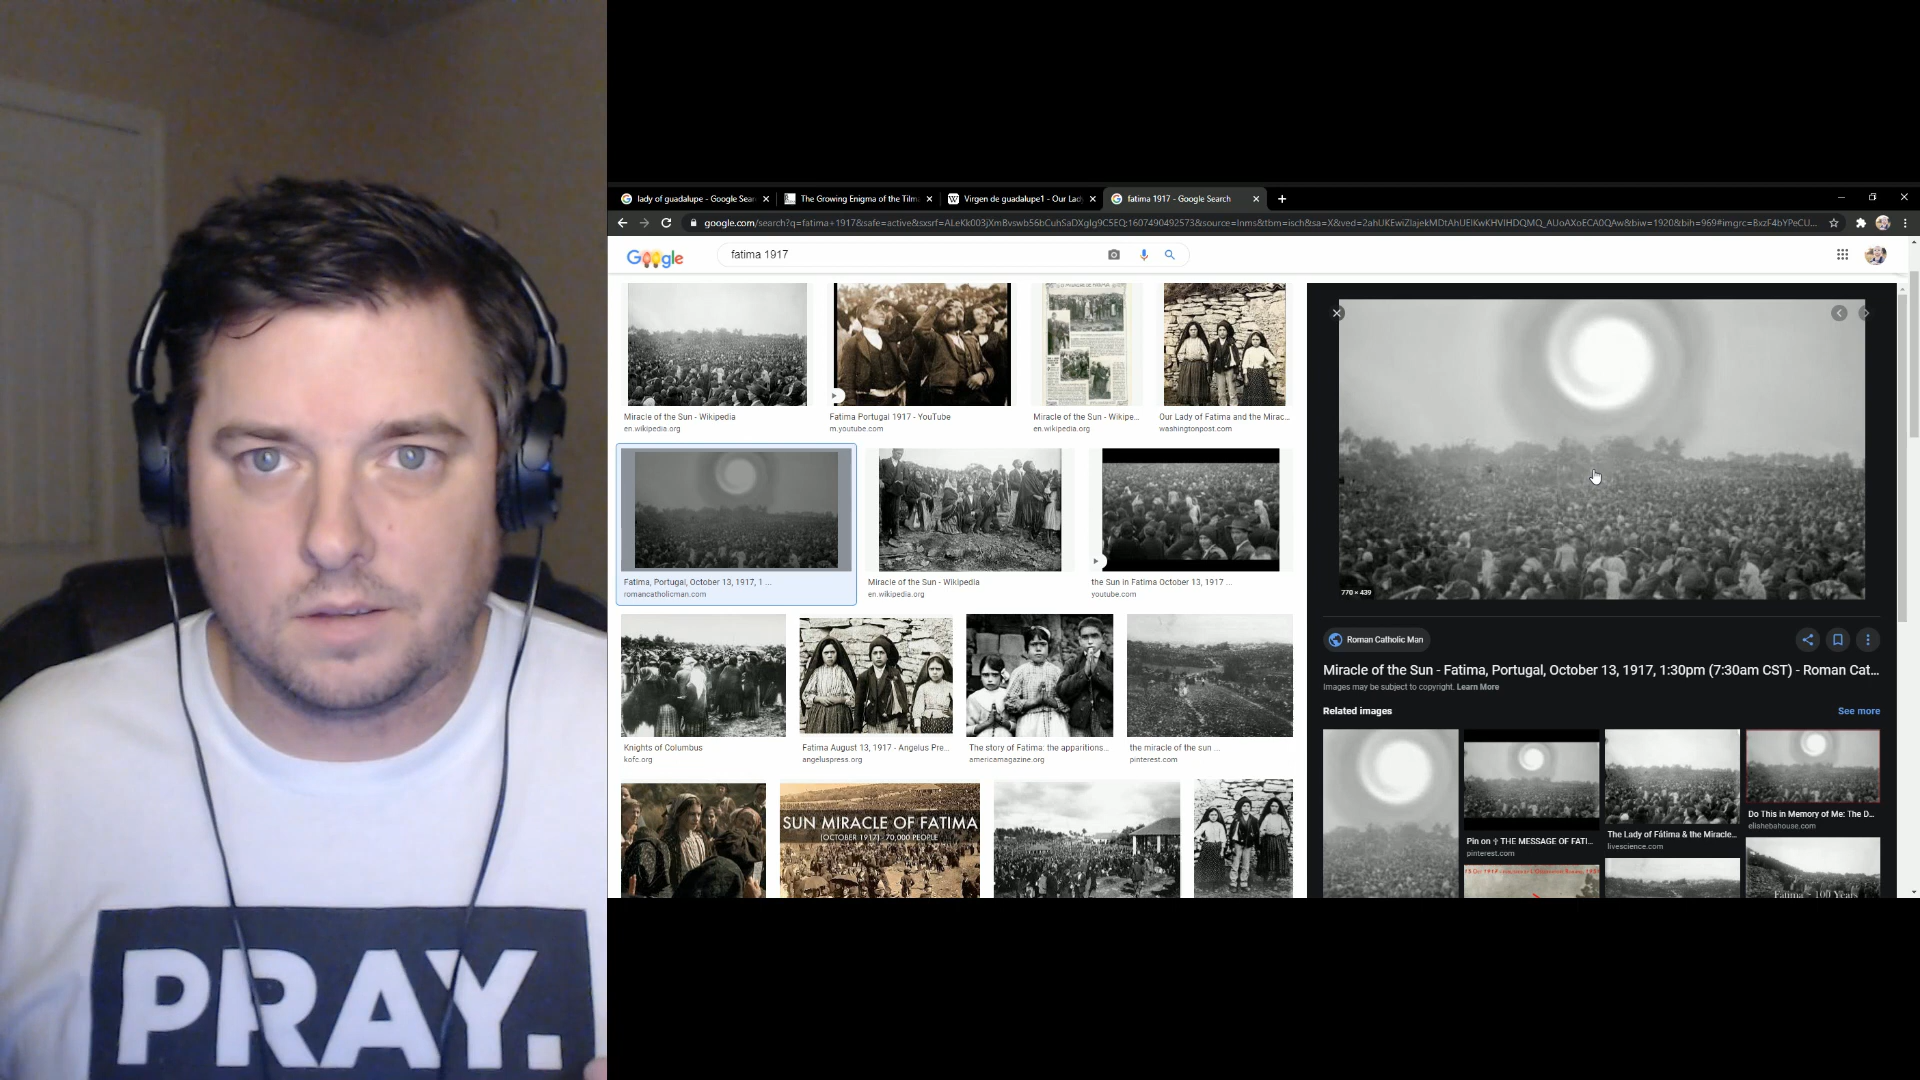 PRAY.
lady of guadalupe - Google Sear
The Growing Enigma of the Tilm
Virgen de guadalupe1 - Our Lad
fatima 1917 - Google Search
Google
fatima 1917
Miracle of the Sun - Wikipedia
en.wikipedia.org
Fatima Portugal 1917 - YouTube
m.youtube.com
Miracle of the Sun - Wikipe...
en.wikipedia.org
Our Lady of Fatima and the Mirac...
washingtonpost.com
Fatima, Portugal, October 13, 1917, 1 ...
romancatholicman.com
Miracle of the Sun - Wikipedia
en.wikipedia.org
the Sun in Fatima October 13, 1917 ...
youtube.com
Knights of Columbus
kofc.org
Fatima August 13, 1917 - Angelus Pre...
angeluspress.org
The story of Fatima: the apparitions...
americamagazine.org
the miracle of the sun ...
pinterest.com
SUN MIRACLE OF FATIMA
(OCTOBER 1917) 70,000 PEOPLE
770 × 439
Roman Catholic Man
Miracle of the Sun - Fatima, Portugal, October 13, 1917, 1:30pm (7:30am CST) - Roman Cat...
Images may be subject to copyright. Learn More
Related images
See more
Pin on † THE MESSAGE OF FATI...
pinterest.com
The Lady of Fátima & the Miracle...
livescience.com
Do This in Memory of Me: The D...
elishebahouse.com
Fatima ~ 100 Years